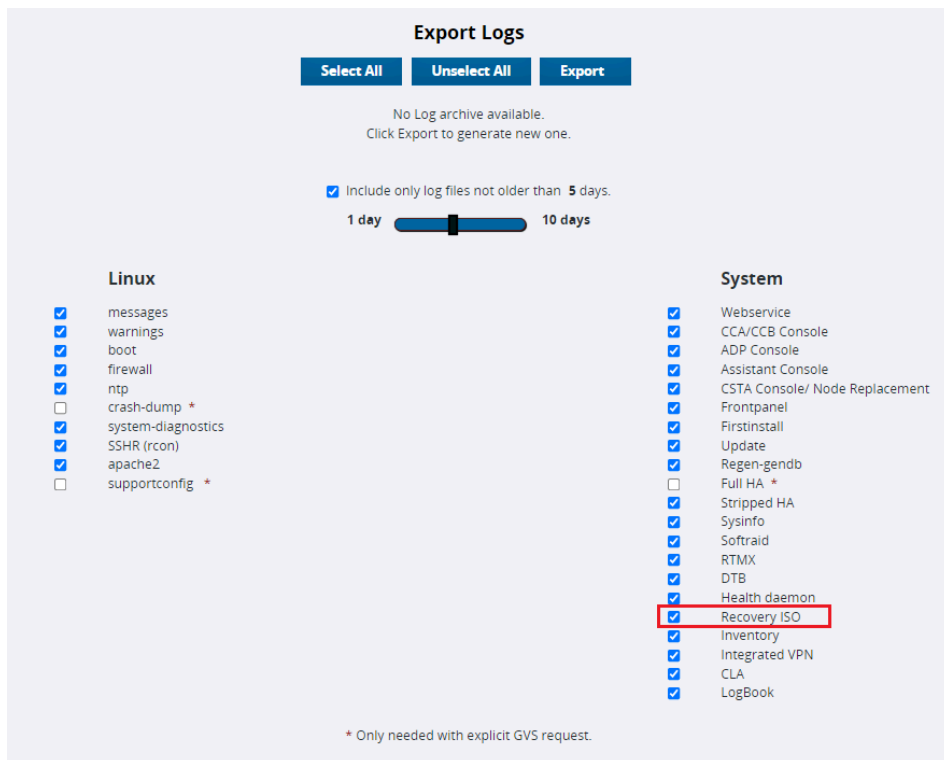 Export Logs
Select All
Unselect All
Export
No Log archive available.
Click Export to generate new one.
Include only log files not older than 5 days.
1 day
10 days
Linux
messages
warnings
boot
firewall
ntp
crash-dump *
system-diagnostics
SSHR (rcon)
apache2
supportconfig *
System
Webservice
CCA/CCB Console
ADP Console
Assistant Console
CSTA Console/ Node Replacement
Frontpanel
Firstinstall
Update
Regen-gendb
Full HA *
Stripped HA
Sysinfo
Softraid
RTMX
DTB
Health daemon
Recovery ISO
Inventory
Integrated VPN
CLA
LogBook
* Only needed with explicit GVS request.